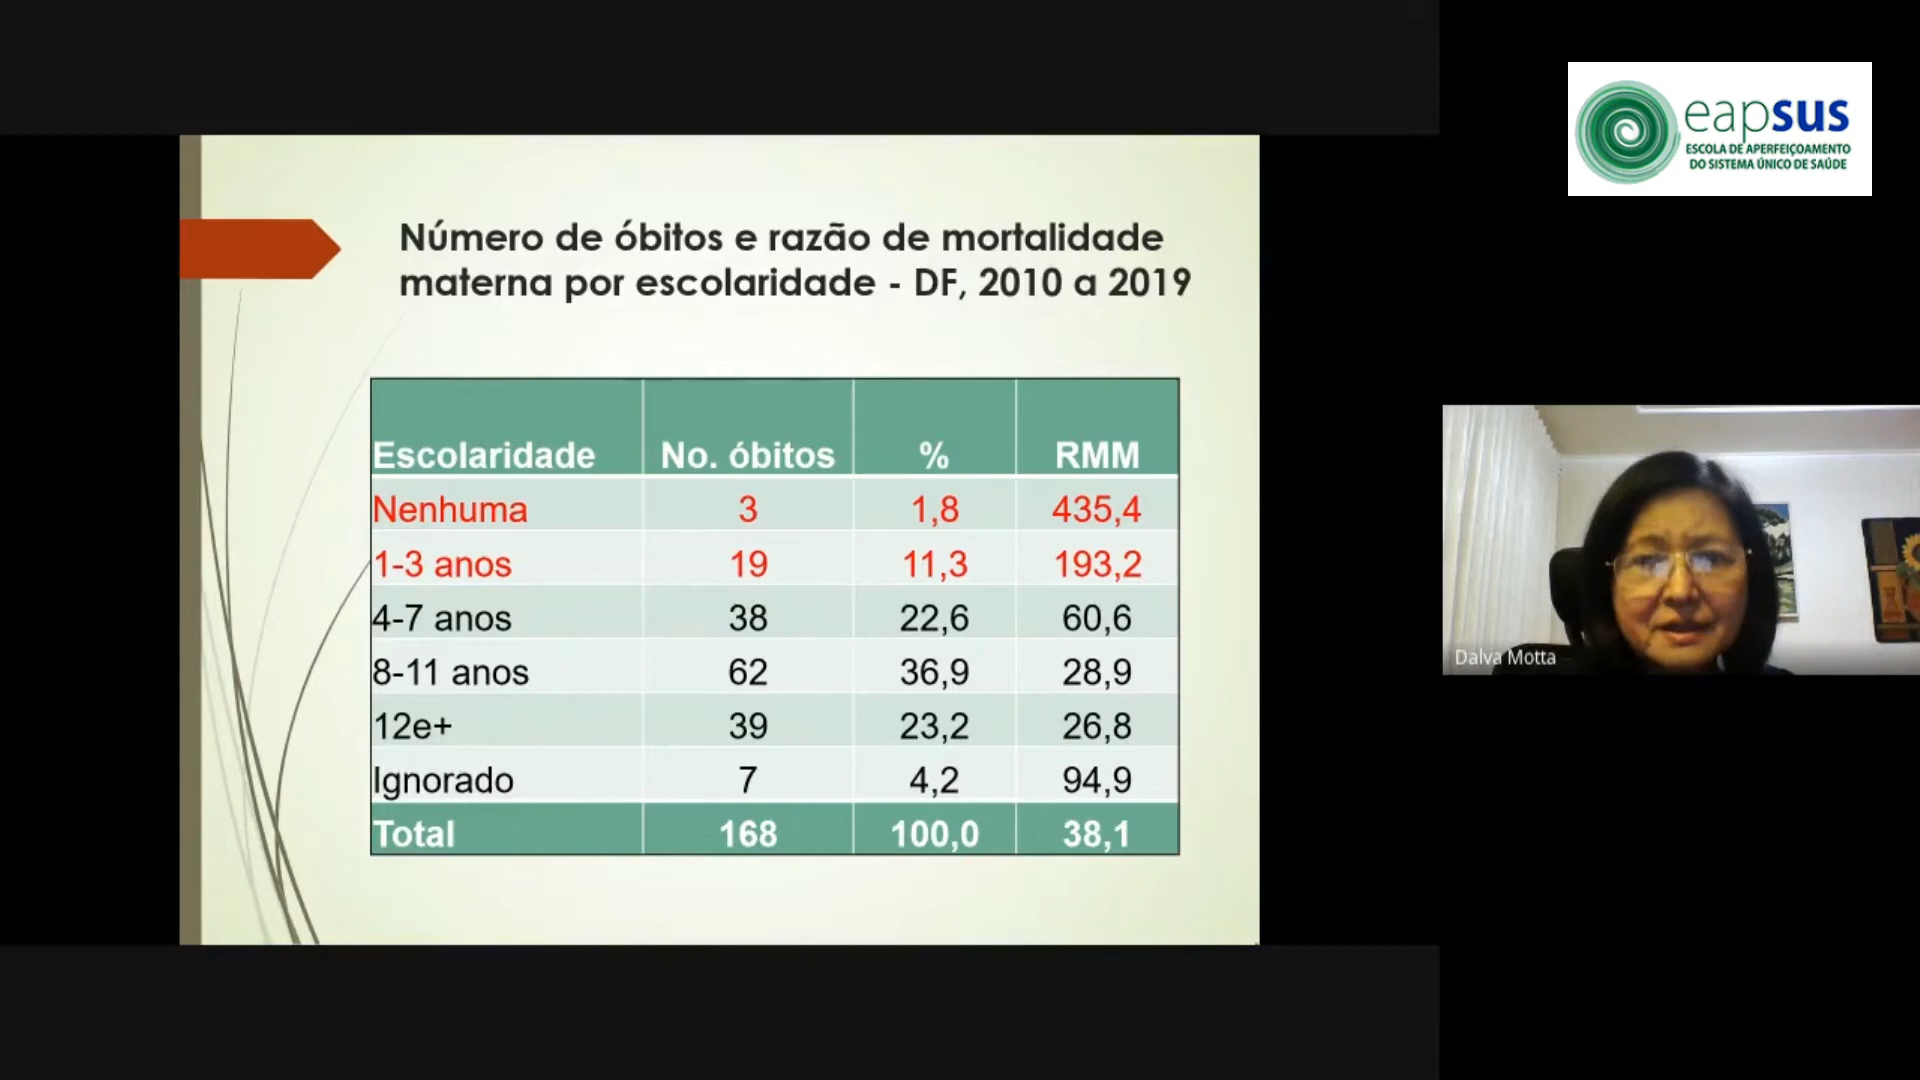 eapsus
ESCOLA DE APERFEIÇOAMENTO
DO SISTEMA ÚNICO DE SAÚDE
Número de óbitos e razão de mortalidade
materna por escolaridade - DF, 2010 a 2019
Escolaridade No. óbitos % RMM
Nenhuma 3 1,8 435,4
1-3 anos 19 11,3 193,2
4-7 anos 38 22,6 60,6
8-11 anos 62 36,9 28,9
12e+ 39 23,2 26,8
Ignorado 7 4,2 94,9
Total 168 100,0 38,1
Dalva Motta